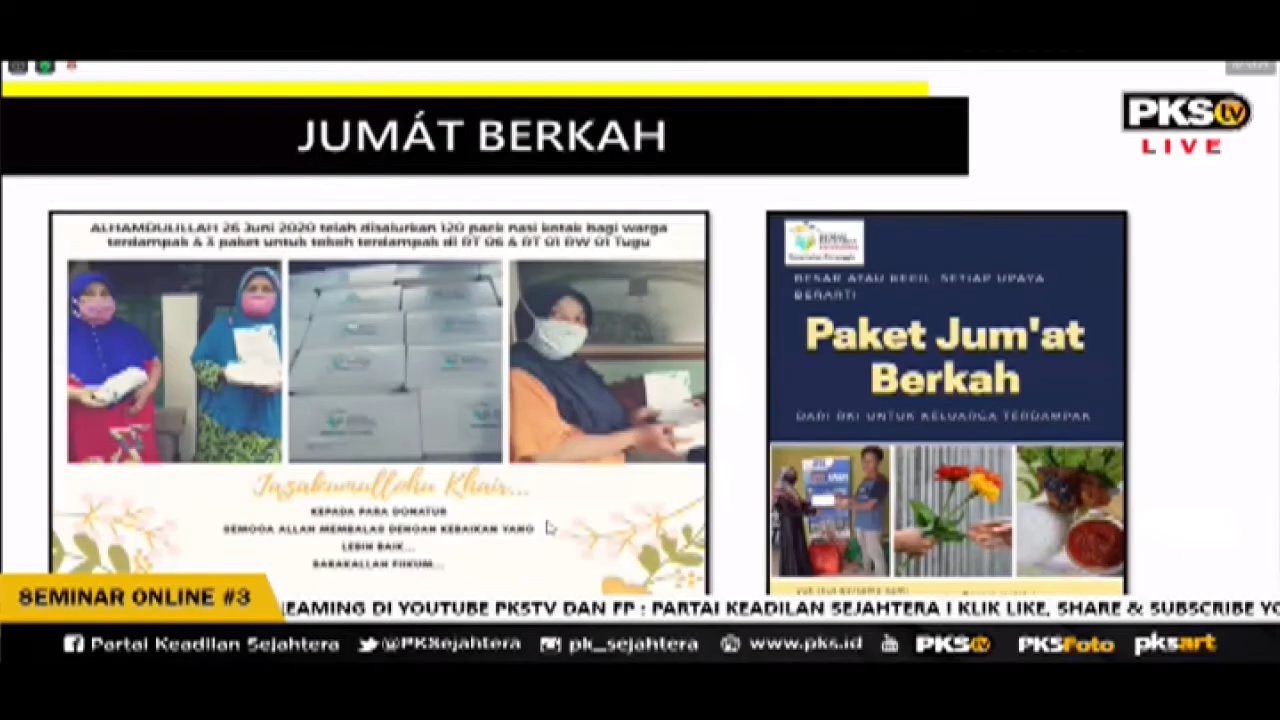 JUMÁT BERKAH
PKS tv
LIVE
ALHAMDULILLAH 26 Juni 2020 telah disalurkan 120 pack nasi kotak bagi warga
terdampak & 3 paket untuk tokoh terdampak di RT 06 & RT 01 RW 01 Tugu
Jazakumullohu Khair...
KEPADA PARA DONATUR
SEMOGA ALLAH MEMBALAS DENGAN KEBAIKAN YANG
LEBIH BAIK...
BARAKALLAH FIIKUM...
BESAR ATAU KECIL, SETIAP UPAYA
BERARTI
Paket Jum'at
Berkah
DARI RKI UNTUK KELUARGA TERDAMPAK
SEMINAR ONLINE #3
EAMING DI YOUTUBE PKSTV DAN FP : PARTAI KEADILAN SEJAHTERA I KLIK LIKE, SHARE & SUBSCRIBE YO
Partai Keadilan Sejahtera @PKSejahtera pk_sejahtera www.pks.id PKS tv PKSFoto pksart